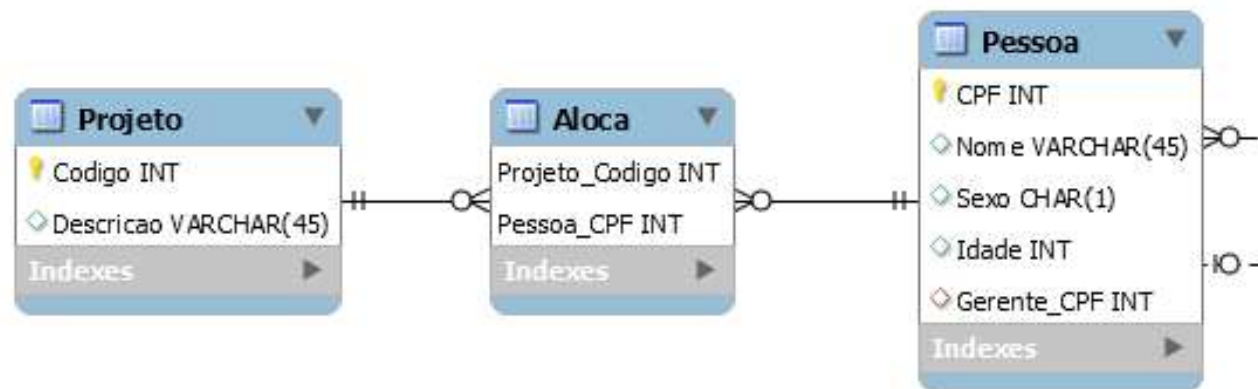 Projeto
Codigo INT
Descricao VARCHAR(45)
Indexes
Aloca
Projeto_Codigo INT
Pessoa_CPF INT
Indexes
Pessoa
CPF INT
Nome VARCHAR(45)
Sexo CHAR(1)
Idade INT
Gerente_CPF INT
Indexes